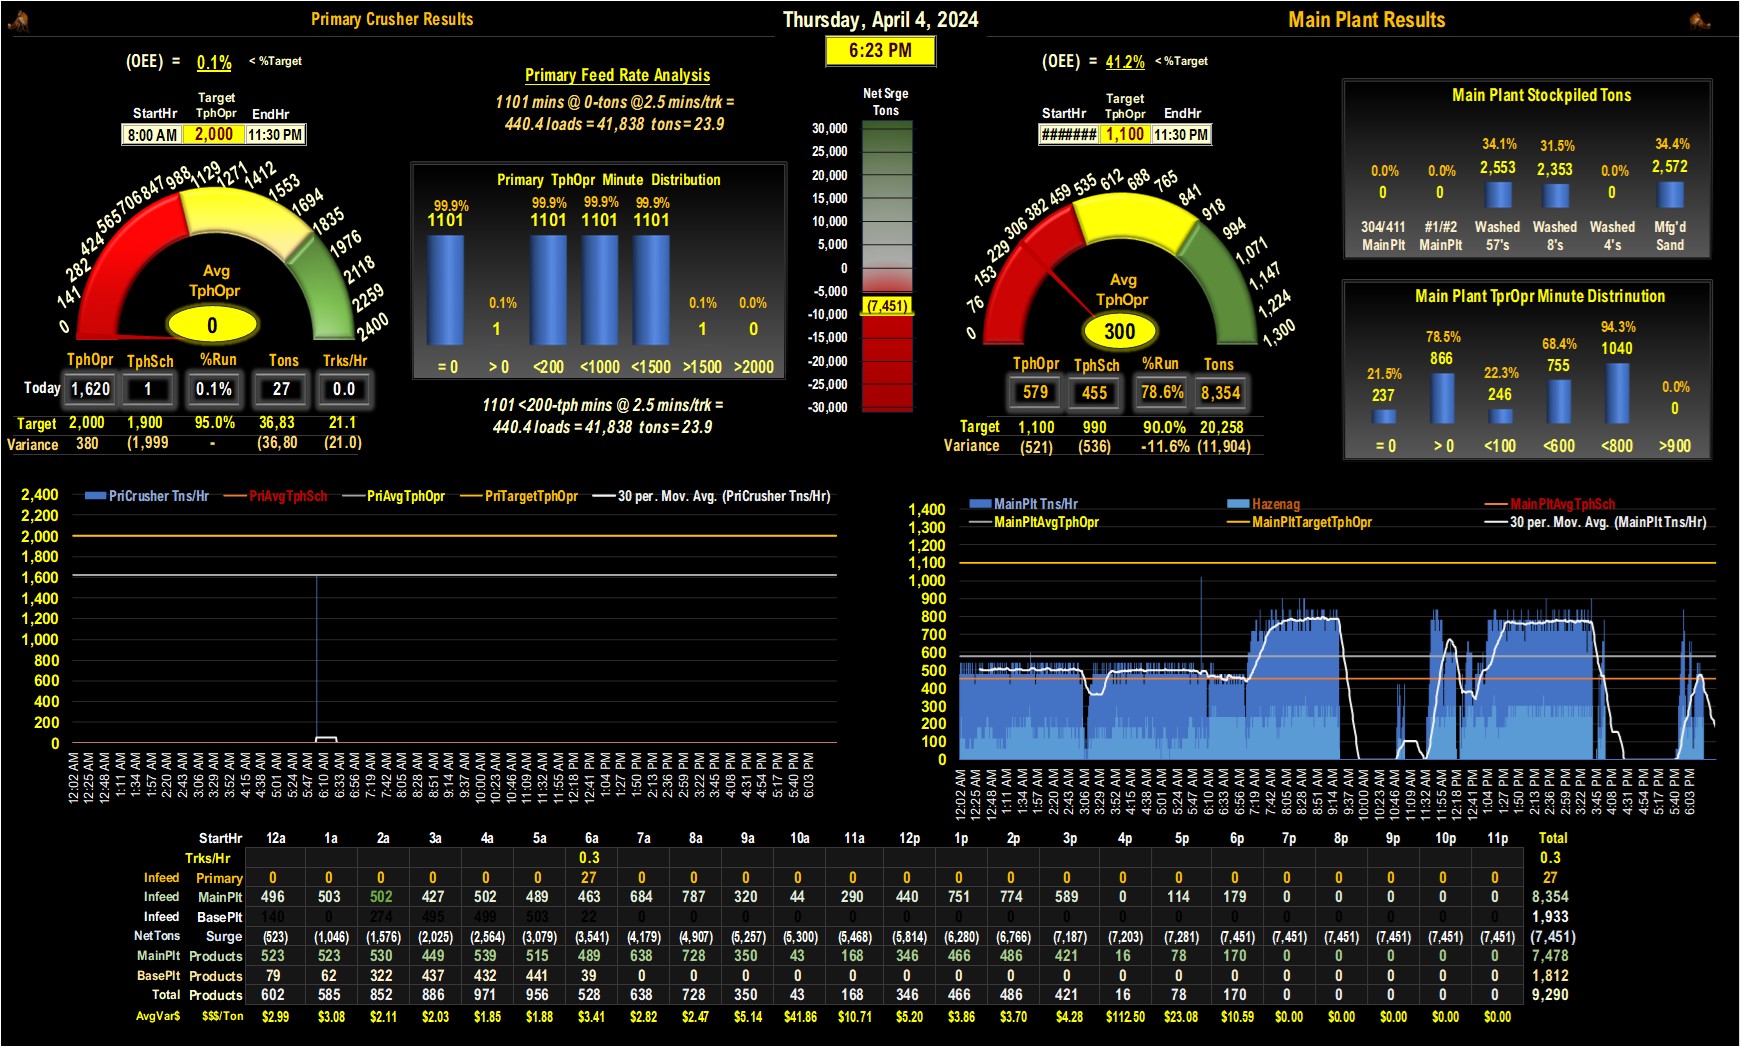 Primary Crusher Results
Thursday, April 4, 2024
Main Plant Results
6:23 PM
(OEE) = 0.1% < %Target
StartHr Target TphOpr EndHr
8:00 AM 2,000 11:30 PM
Primary Feed Rate Analysis
1101 mins @ 0-tons @2.5 mins/trk =
440.4 loads = 41,838 tons = 23.9
0 141 282 424 565 706 847 988 1129 1271 1412 1553 1694 1835 1976 2118 2259 2400
Avg
TphOpr
0
Primary TphOpr Minute Distribution
99.9% 99.9% 99.9% 99.9%
1101 1101 1101 1101
0.1% 0.1% 0.0%
1 1 0
= 0 > 0 <200 <1000 <1500 >1500 >2000
1101 <200-tph mins @ 2.5 mins/trk =
440.4 loads = 41,838 tons = 23.9
TphOpr TphSch %Run Tons Trks/Hr
Today 1,620 1 0.1% 27 0.0
Target 2,000 1,900 95.0% 36,83 21.1
Variance 380 (1,999 - (36,80 (21.0)
Net Srge
Tons
30,000
25,000
20,000
15,000
10,000
5,000
0
-5,000
(7,451)
-10,000
-15,000
-20,000
-25,000
-30,000
(OEE) = 41.2% < %Target
StartHr Target TphOpr EndHr
####### 1,100 11:30 PM
0 76 153 229 306 382 459 535 612 688 765 841 918 994 1,071 1,147 1,224 1,300
Avg
TphOpr
300
TphOpr TphSch %Run Tons
579 455 78.6% 8,354
Target 1,100 990 90.0% 20,258
Variance (521) (536) -11.6% (11,904)
Main Plant Stockpiled Tons
0.0% 0.0% 34.1% 31.5% 0.0% 34.4%
0 0 2,553 2,353 0 2,572
304/411 #1/#2 Washed Washed Washed Mfg'd
MainPlt MainPlt 57's 8's 4's Sand
Main Plant TprOpr Minute Distrinution
21.5% 78.5% 22.3% 68.4% 94.3% 0.0%
237 866 246 755 1040 0
= 0 > 0 <100 <600 <800 >900
PriCrusher Tns/Hr PriAvgTphSch PriAvgTphOpr PriTargetTphOpr 30 per. Mov. Avg. (PriCrusher Tns/Hr)
2,400
2,200
2,000
1,800
1,600
1,400
1,200
1,000
800
600
400
200
0
12:02 AM 12:25 AM 12:48 AM 1:11 AM 1:34 AM 1:57 AM 2:20 AM 2:43 AM 3:06 AM 3:29 AM 3:52 AM 4:15 AM 4:38 AM 5:01 AM 5:24 AM 5:47 AM 6:10 AM 6:33 AM 6:56 AM 7:19 AM 7:42 AM 8:05 AM 8:28 AM 8:51 AM 9:14 AM 9:37 AM 10:00 AM 10:23 AM 10:46 AM 11:09 AM 11:32 AM 11:55 AM 12:18 PM 12:41 PM 1:04 PM 1:27 PM 1:50 PM 2:13 PM 2:36 PM 2:59 PM 3:22 PM 3:45 PM 4:08 PM 4:31 PM 4:54 PM 5:17 PM 5:40 PM 6:03 PM
MainPlt Tns/Hr Hazenag MainPltAvgTphSch
MainPltAvgTphOpr MainPltTargetTphOpr 30 per. Mov. Avg. (MainPlt Tns/Hr)
1,400
1,300
1,200
1,100
1,000
900
800
700
600
500
400
300
200
100
0
12:02 AM 12:25 AM 12:48 AM 1:11 AM 1:34 AM 1:57 AM 2:20 AM 2:43 AM 3:06 AM 3:29 AM 3:52 AM 4:15 AM 4:38 AM 5:01 AM 5:24 AM 5:47 AM 6:10 AM 6:33 AM 6:56 AM 7:19 AM 7:42 AM 8:05 AM 8:28 AM 8:51 AM 9:14 AM 9:37 AM 10:00 AM 10:23 AM 10:46 AM 11:09 AM 11:32 AM 11:55 AM 12:18 PM 12:41 PM 1:04 PM 1:27 PM 1:50 PM 2:13 PM 2:36 PM 2:59 PM 3:22 PM 3:45 PM 4:08 PM 4:31 PM 4:54 PM 5:17 PM 5:40 PM 6:03 PM
StartHr 12a 1a 2a 3a 4a 5a 6a 7a 8a 9a 10a 11a 12p 1p 2p 3p 4p 5p 6p 7p 8p 9p 10p 11p Total
Trks/Hr 0.3 0.3
Infeed Primary 0 0 0 0 0 0 27 0 0 0 0 0 0 0 0 0 0 0 0 0 0 0 0 0 27
Infeed MainPlt 496 503 502 427 502 489 463 684 787 320 44 290 440 751 774 589 0 114 179 0 0 0 0 0 8,354
Infeed BasePlt 140 0 274 495 499 503 22 0 0 0 0 0 0 0 0 0 0 0 0 0 0 0 0 0 1,933
NetTons Surge (523) (1,046) (1,576) (2,025) (2,564) (3,079) (3,541) (4,179) (4,907) (5,257) (5,300) (5,468) (5,814) (6,280) (6,766) (7,187) (7,203) (7,281) (7,451) (7,451) (7,451) (7,451) (7,451) (7,451) (7,451)
MainPlt Products 523 523 530 449 539 515 489 638 728 350 43 168 346 466 486 421 16 78 170 0 0 0 0 0 7,478
BasePlt Products 79 62 322 437 432 441 39 0 0 0 0 0 0 0 0 0 0 0 0 0 0 0 0 0 1,812
Total Products 602 585 852 886 971 956 528 638 728 350 43 168 346 466 486 421 16 78 170 0 0 0 0 0 9,290
AvgVar$ $$$/Ton $2.99 $3.08 $2.11 $2.03 $1.85 $1.88 $3.41 $2.82 $2.47 $5.14 $41.86 $10.71 $5.20 $3.86 $3.70 $4.28 $112.50 $23.08 $10.59 $0.00 $0.00 $0.00 $0.00 $0.00